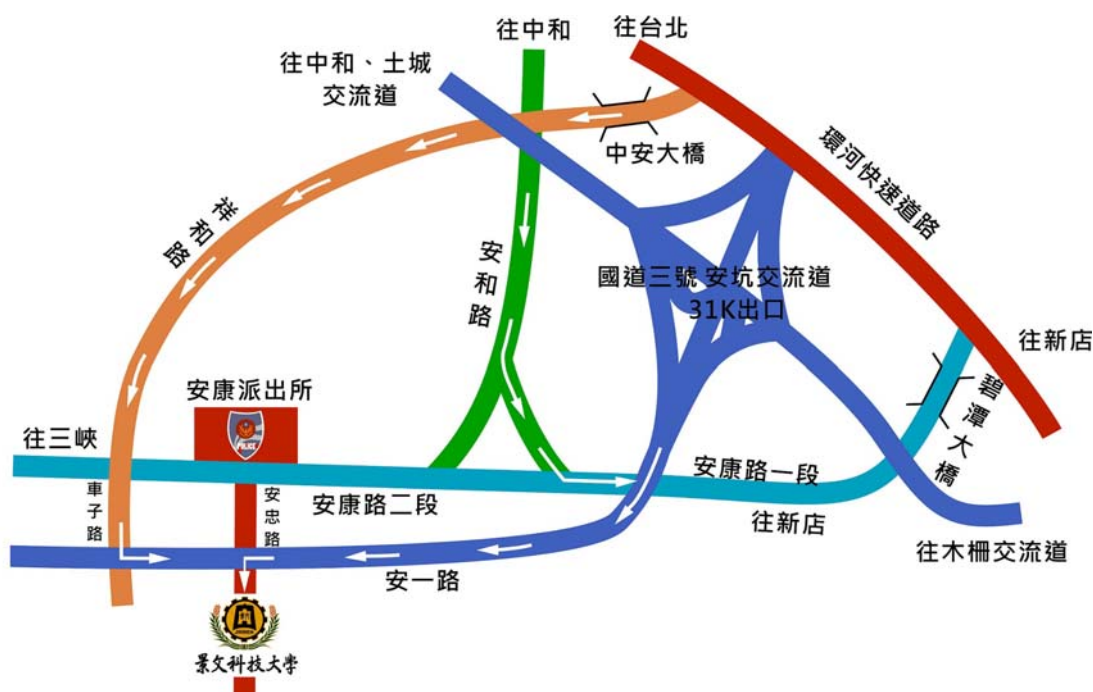 往中和
往台北
往中和、土城
交流道
中安大橋
環河快速道路
祥和路
安和路
國道三號 安坑交流道
31K出口
往新店
碧潭大橋
安康派出所
POLICE
往三峽
安康路一段
車子路
安忠路
安康路二段
往新店
往木柵交流道
安一路
景文科技大學